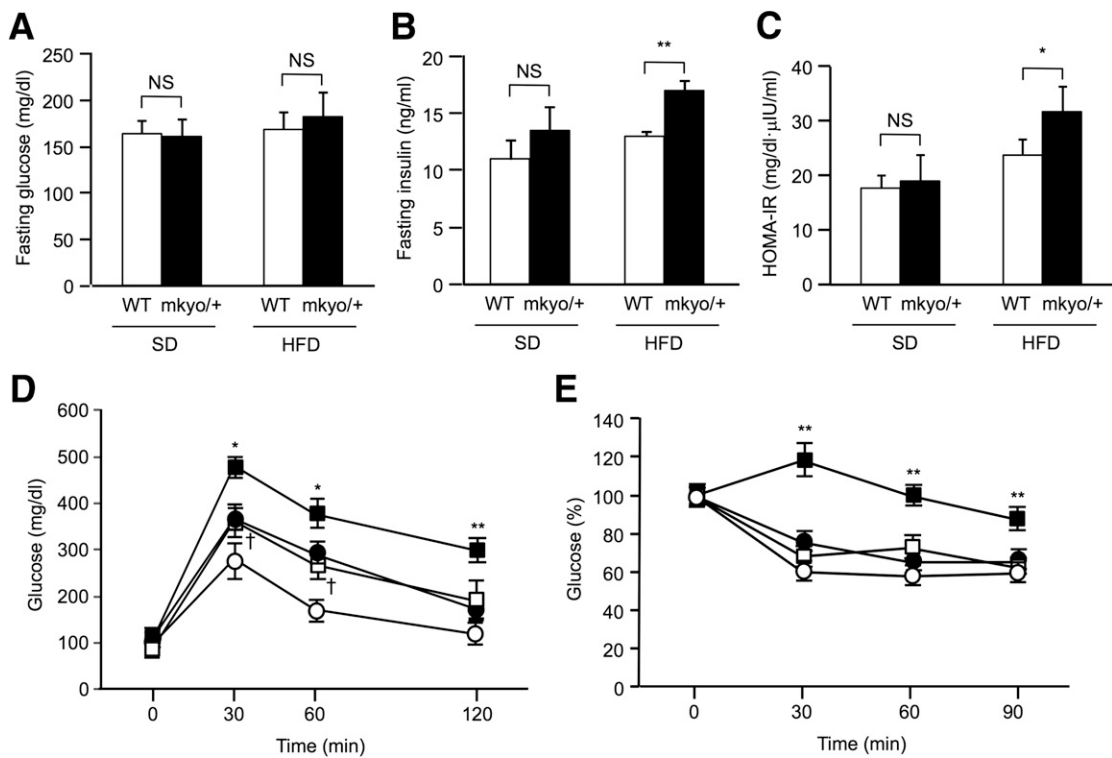 A
Fasting glucose (mg/dl)
250
200
150
100
50
0
NS
NS
WT mkyo/+ WT mkyo/+
SD HFD
B
Fasting insulin (ng/ml)
20
15
10
5
0
NS
**
WT mkyo/+ WT mkyo/+
SD HFD
C
HOMA-IR (mg/dl·μIU/ml)
40
30
20
10
0
NS
*
WT mkyo/+ WT mkyo/+
SD HFD
D
Glucose (mg/dl)
600
500
400
300
200
100
0
*
*
**
†
†
0 30 60 120
Time (min)
E
Glucose (%)
140
120
100
80
60
40
20
0
**
**
**
0 30 60 90
Time (min)